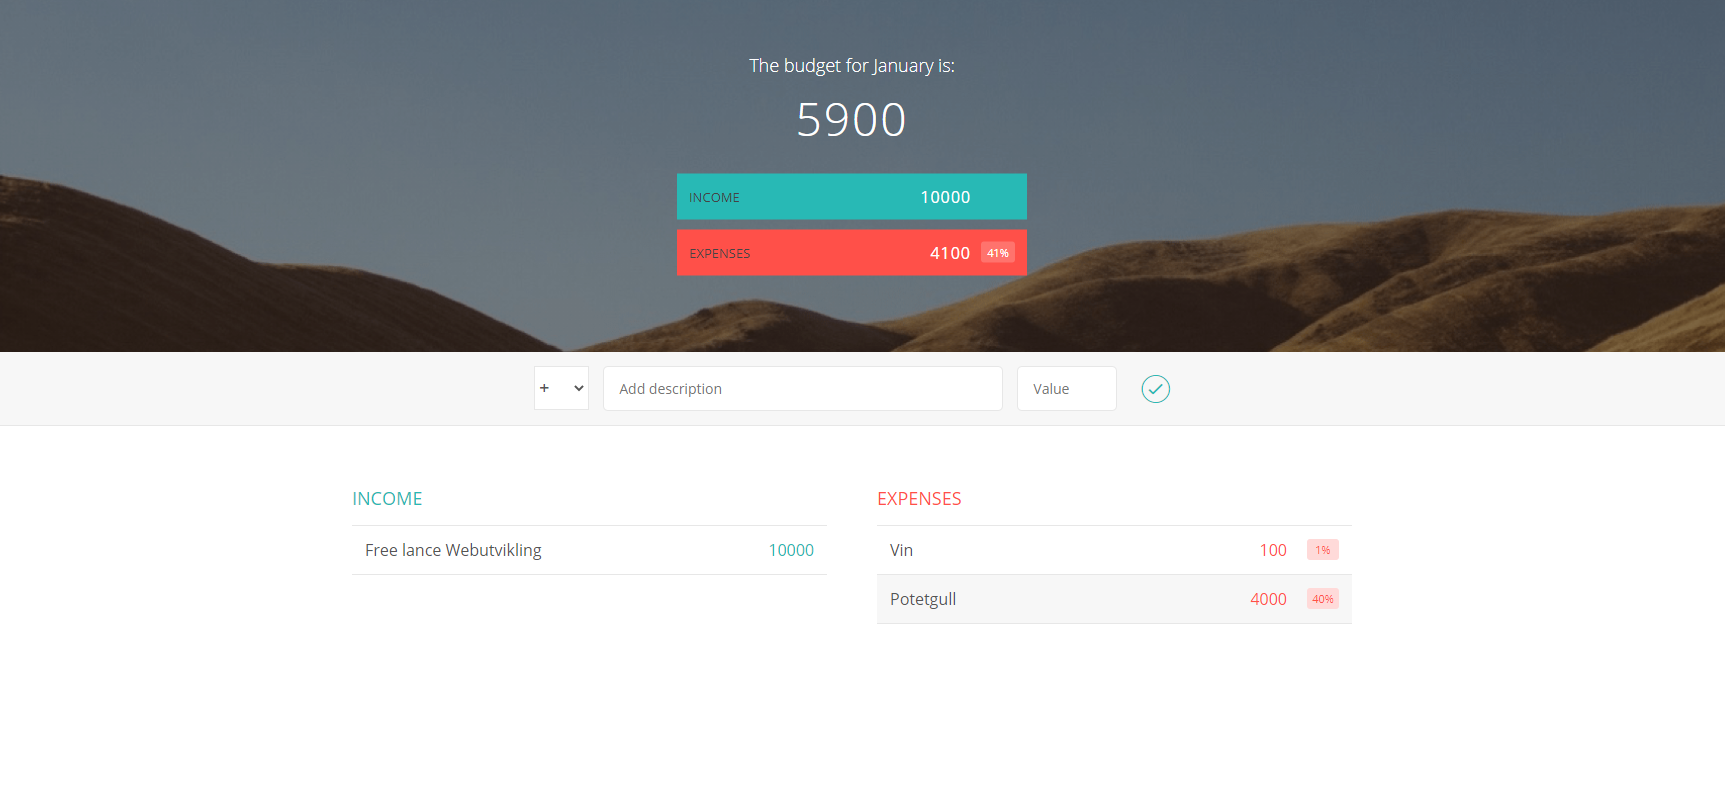 The budget for January is:
5900
INCOME 10000
EXPENSES 4100 41%
+ Add description Value
INCOME
Free lance Webutvikling 10000
EXPENSES
Vin 100 1%
Potetgull 4000 40%